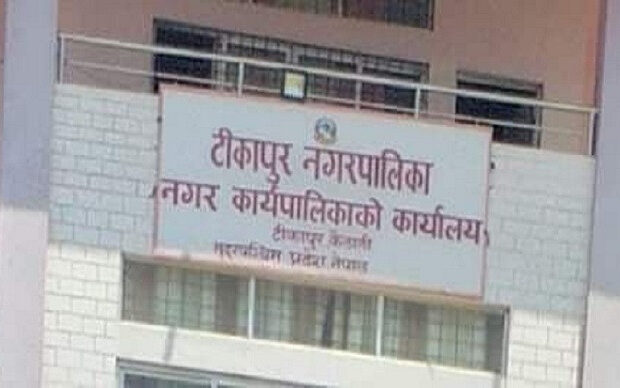 टीकापुर नगरपालिका
नगर कार्यपालिकाको कार्यालय
टीकापुर कैलाली
सुदूरपश्चिम प्रदेश नेपाल